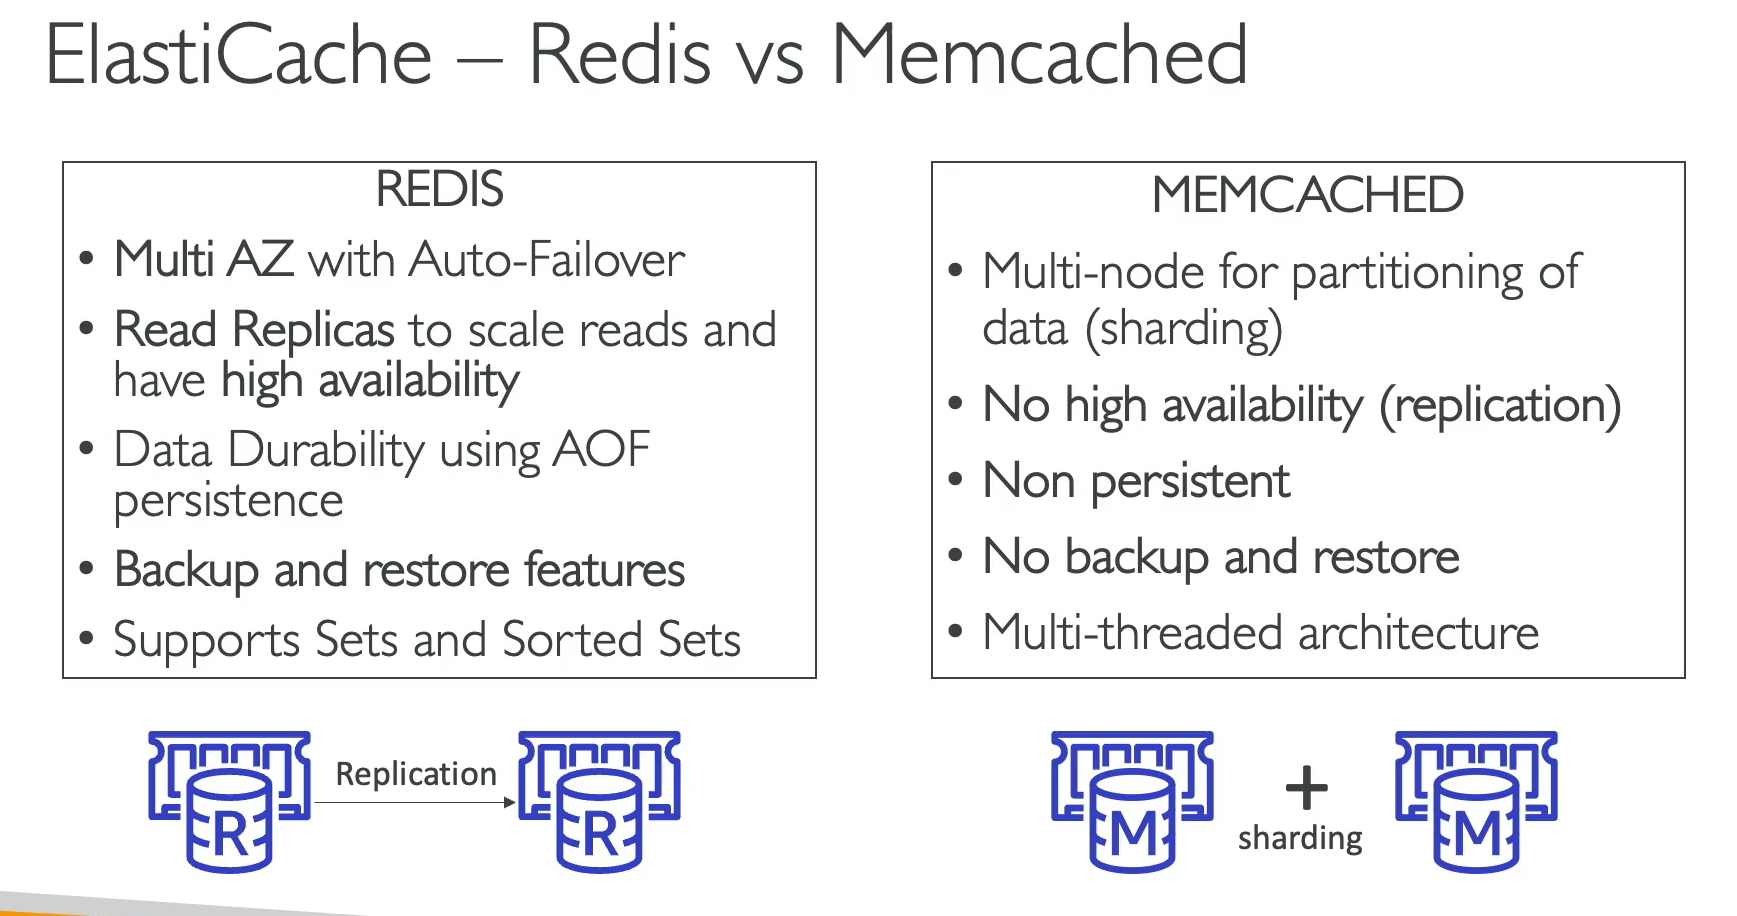 ElastiCache – Redis vs Memcached
REDIS
• Multi AZ with Auto-Failover
• Read Replicas to scale reads and
have high availability
• Data Durability using AOF
persistence
• Backup and restore features
• Supports Sets and Sorted Sets
MEMCACHED
• Multi-node for partitioning of
data (sharding)
• No high availability (replication)
• Non persistent
• No backup and restore
• Multi-threaded architecture
R
Replication
R
M
+
sharding
M